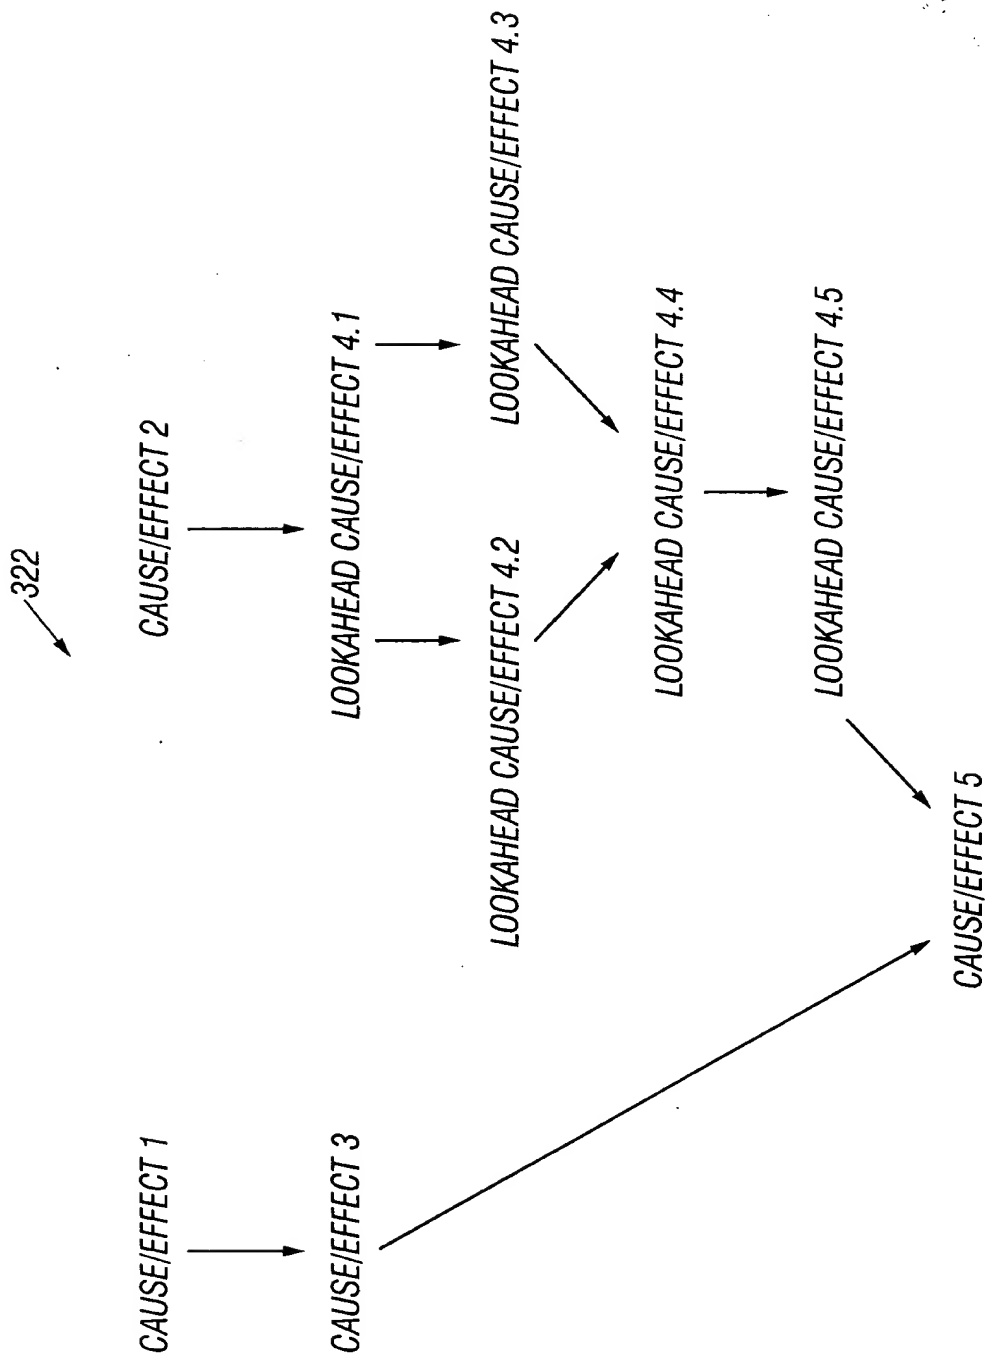 322
CAUSE/EFFECT 1
CAUSE/EFFECT 2
CAUSE/EFFECT 3
LOOKAHEAD CAUSE/EFFECT 4.1
LOOKAHEAD CAUSE/EFFECT 4.2
LOOKAHEAD CAUSE/EFFECT 4.3
LOOKAHEAD CAUSE/EFFECT 4.4
LOOKAHEAD CAUSE/EFFECT 4.5
CAUSE/EFFECT 5